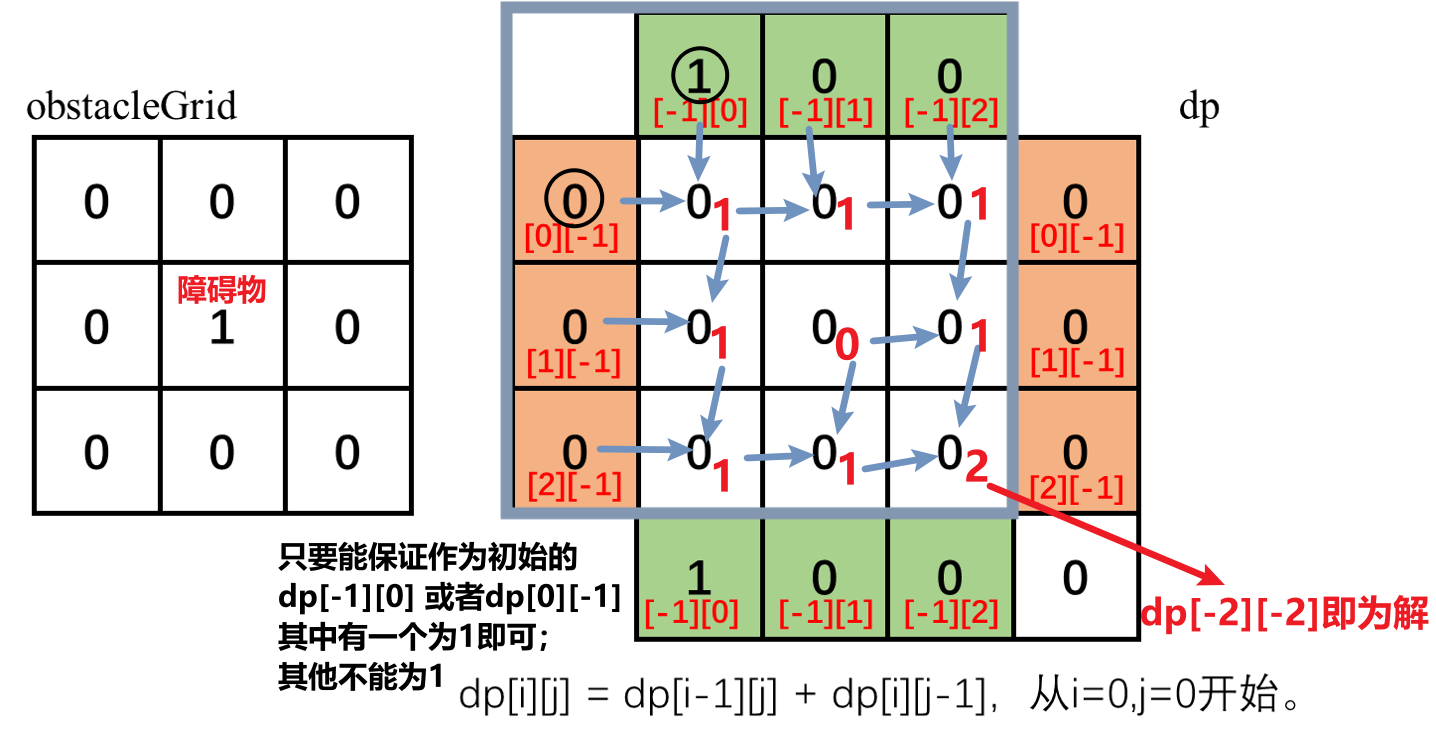 1 0 0
[-1][0] [-1][1] [-1][2]
obstacleGrid
dp
0 0 0
0 0 1 0 1 0 1 0
[0][-1] [0][-1]
障碍物
0 1 0
0 0 1 0 0 0 1 0
[1][-1] [1][-1]
0 0 0
0 0 1 0 1 0 2 0
[2][-1] [2][-1]
只要能保证作为初始的
dp[-1][0] 或者dp[0][-1]
其中有一个为1即可；
其他不能为1
1 0 0 0
[-1][0] [-1][1] [-1][2]
dp[-2][-2]即为解
dp[i][j] = dp[i-1][j] + dp[i][j-1], 从i=0,j=0开始。